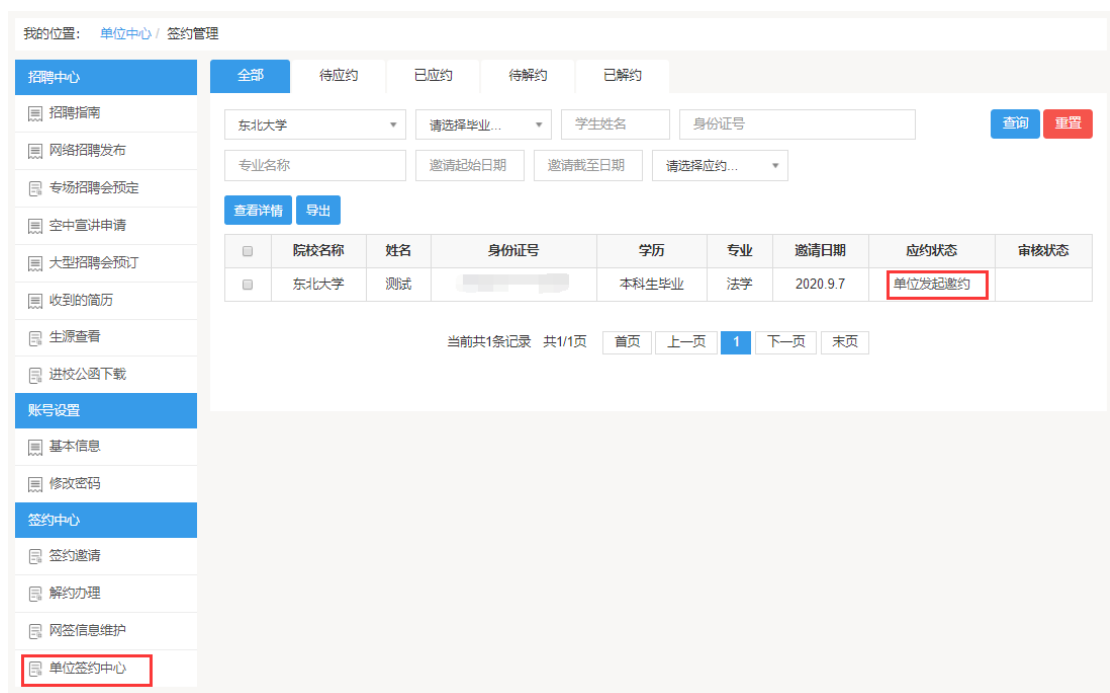 我的位置： 单位中心 / 签约管理
招聘中心
招聘指南
网络招聘发布
专场招聘会预定
空中宣讲申请
大型招聘会预订
收到的简历
生源查看
进校公函下载
账号设置
基本信息
修改密码
签约中心
签约邀请
解约办理
网签信息维护
单位签约中心
全部 待应约 已应约 待解约 已解约
东北大学 请选择毕业... 学生姓名 身份证号 查询 重置
专业名称 邀请起始日期 邀请截至日期 请选择应约...
查看详情 导出
院校名称 姓名 身份证号 学历 专业 邀请日期 应约状态 审核状态
东北大学 测试 本科生毕业 法学 2020.9.7 单位发起邀约
当前共1条记录 共1/1页 首页 上一页 1 下一页 末页